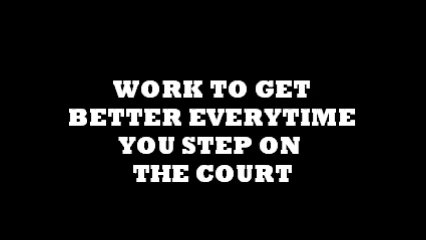 WORK TO GET
BETTER EVERYTIME
YOU STEP ON
THE COURT